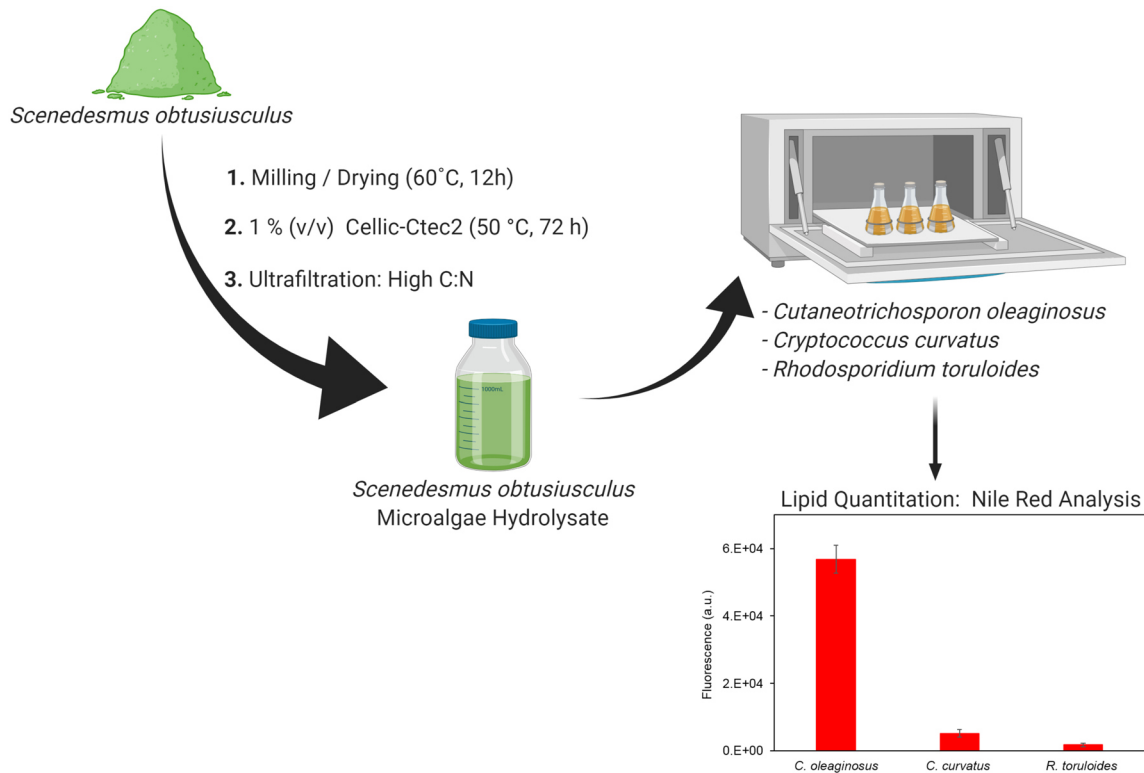 Scenedesmus obtusiusculus
1. Milling / Drying (60˚C, 12h)
2. 1 % (v/v) Cellic-Ctec2 (50 °C, 72 h)
3. Ultrafiltration: High C:N
1000mL
Scenedesmus obtusiusculus
Microalgae Hydrolysate
- Cutaneotrichosporon oleaginosus
- Cryptococcus curvatus
- Rhodosporidium toruloides
Lipid Quantitation: Nile Red Analysis
Fluorescence (a.u.)
6.E+04
4.E+04
2.E+04
0.E+00
C. oleaginosus
C. curvatus
R. toruloides